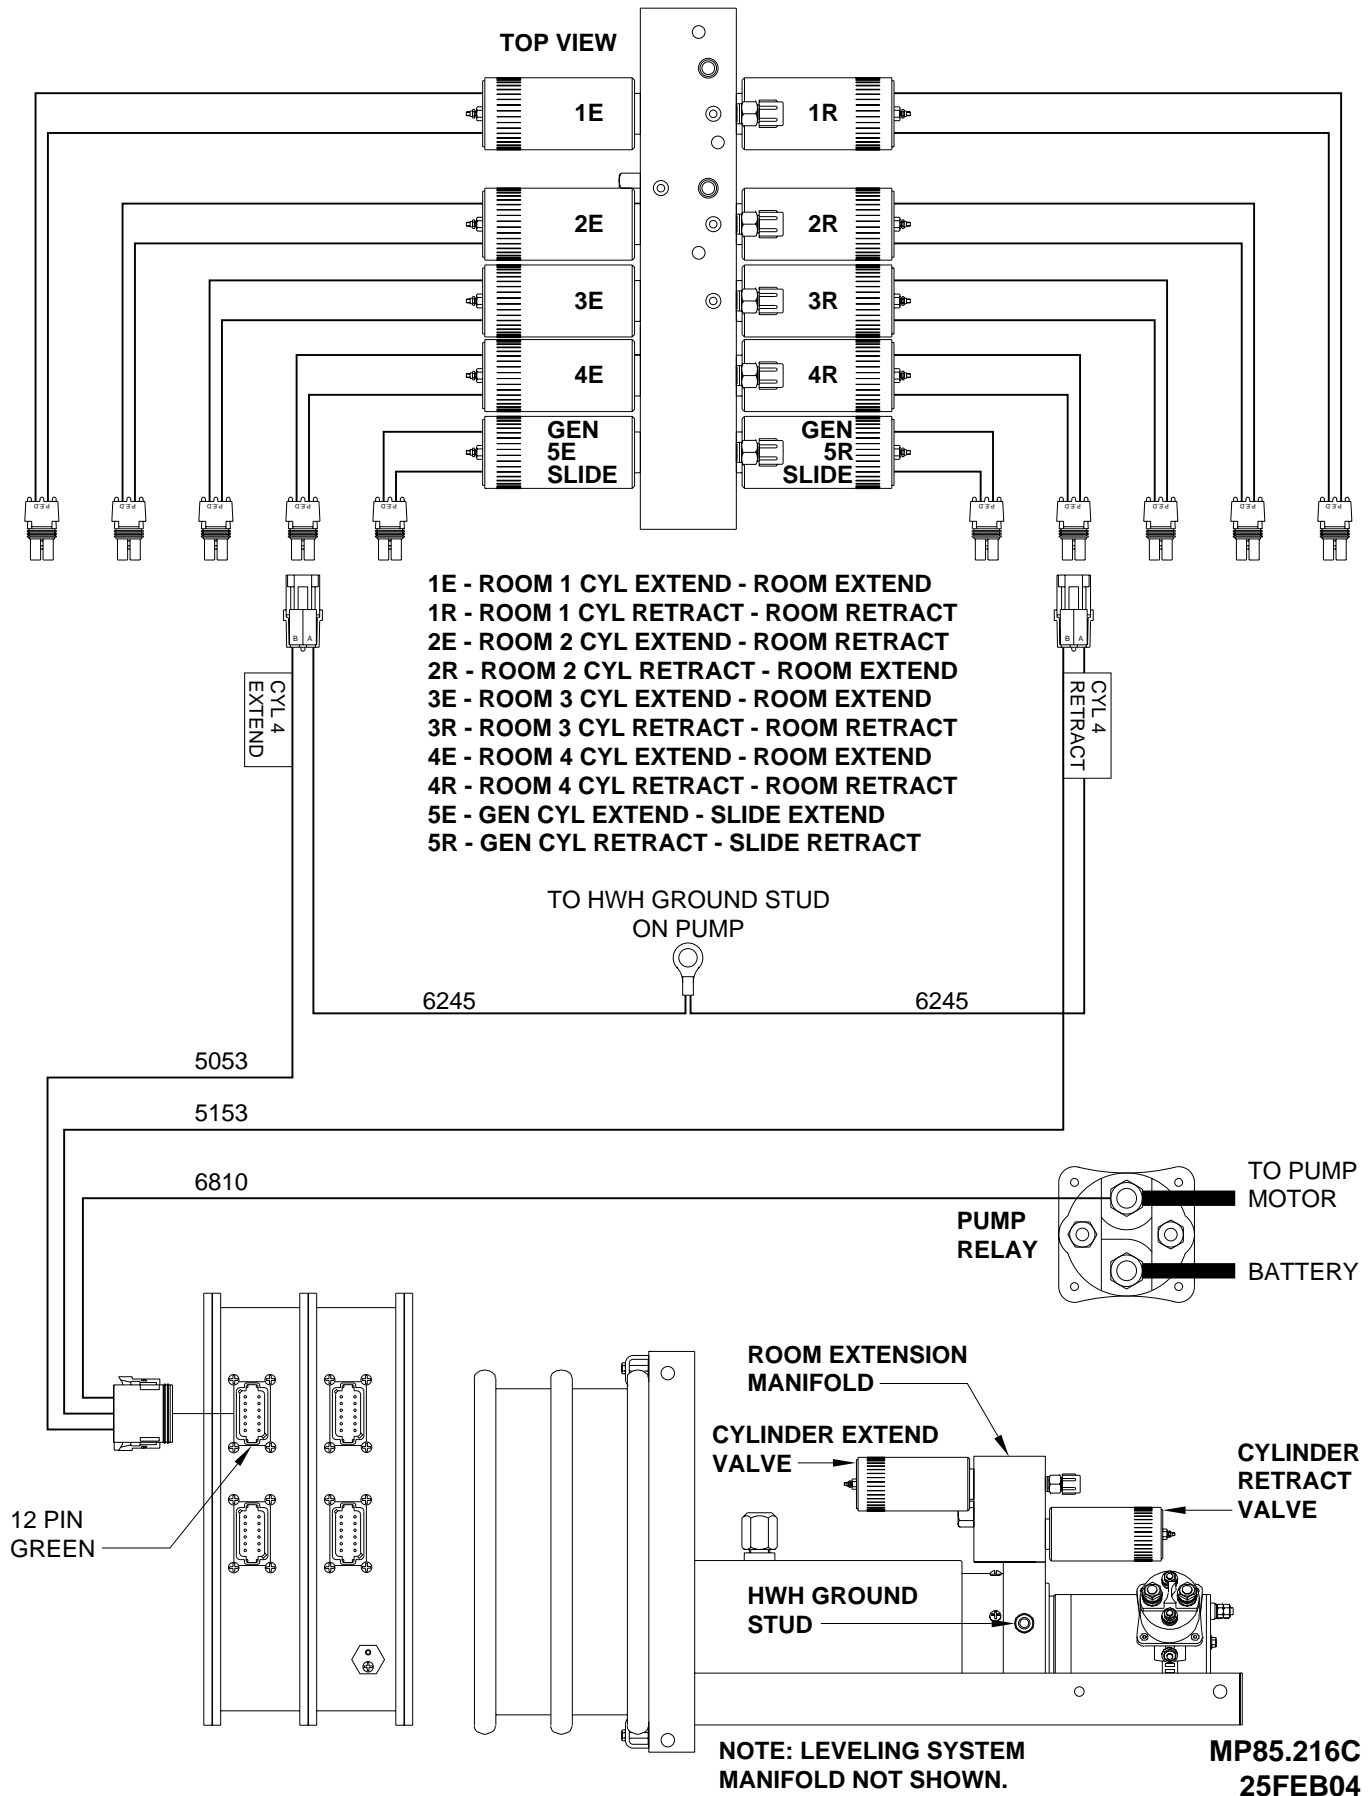 TOP VIEW
1E
1R
2E
2R
3E
3R
4E
4R
GEN
5E
SLIDE
GEN
5R
SLIDE
P.E.D
P.E.D
P.E.D
P.E.D
P.E.D
P.E.D
P.E.D
P.E.D
P.E.D
P.E.D
1E - ROOM 1 CYL EXTEND - ROOM EXTEND
1R - ROOM 1 CYL RETRACT - ROOM RETRACT
2E - ROOM 2 CYL EXTEND - ROOM RETRACT
2R - ROOM 2 CYL RETRACT - ROOM EXTEND
3E - ROOM 3 CYL EXTEND - ROOM EXTEND
3R - ROOM 3 CYL RETRACT - ROOM RETRACT
4E - ROOM 4 CYL EXTEND - ROOM EXTEND
4R - ROOM 4 CYL RETRACT - ROOM RETRACT
5E - GEN CYL EXTEND - SLIDE EXTEND
5R - GEN CYL RETRACT - SLIDE RETRACT
B A
B A
CYL 4
EXTEND
CYL 4
RETRACT
TO HWH GROUND STUD
ON PUMP
6245
6245
5053
5153
6810
PUMP
RELAY
TO PUMP
MOTOR
BATTERY
ROOM EXTENSION
MANIFOLD
CYLINDER EXTEND
VALVE
CYLINDER
RETRACT
VALVE
12 PIN
GREEN
HWH GROUND
STUD
NOTE: LEVELING SYSTEM
MANIFOLD NOT SHOWN.
MP85.216C
25FEB04